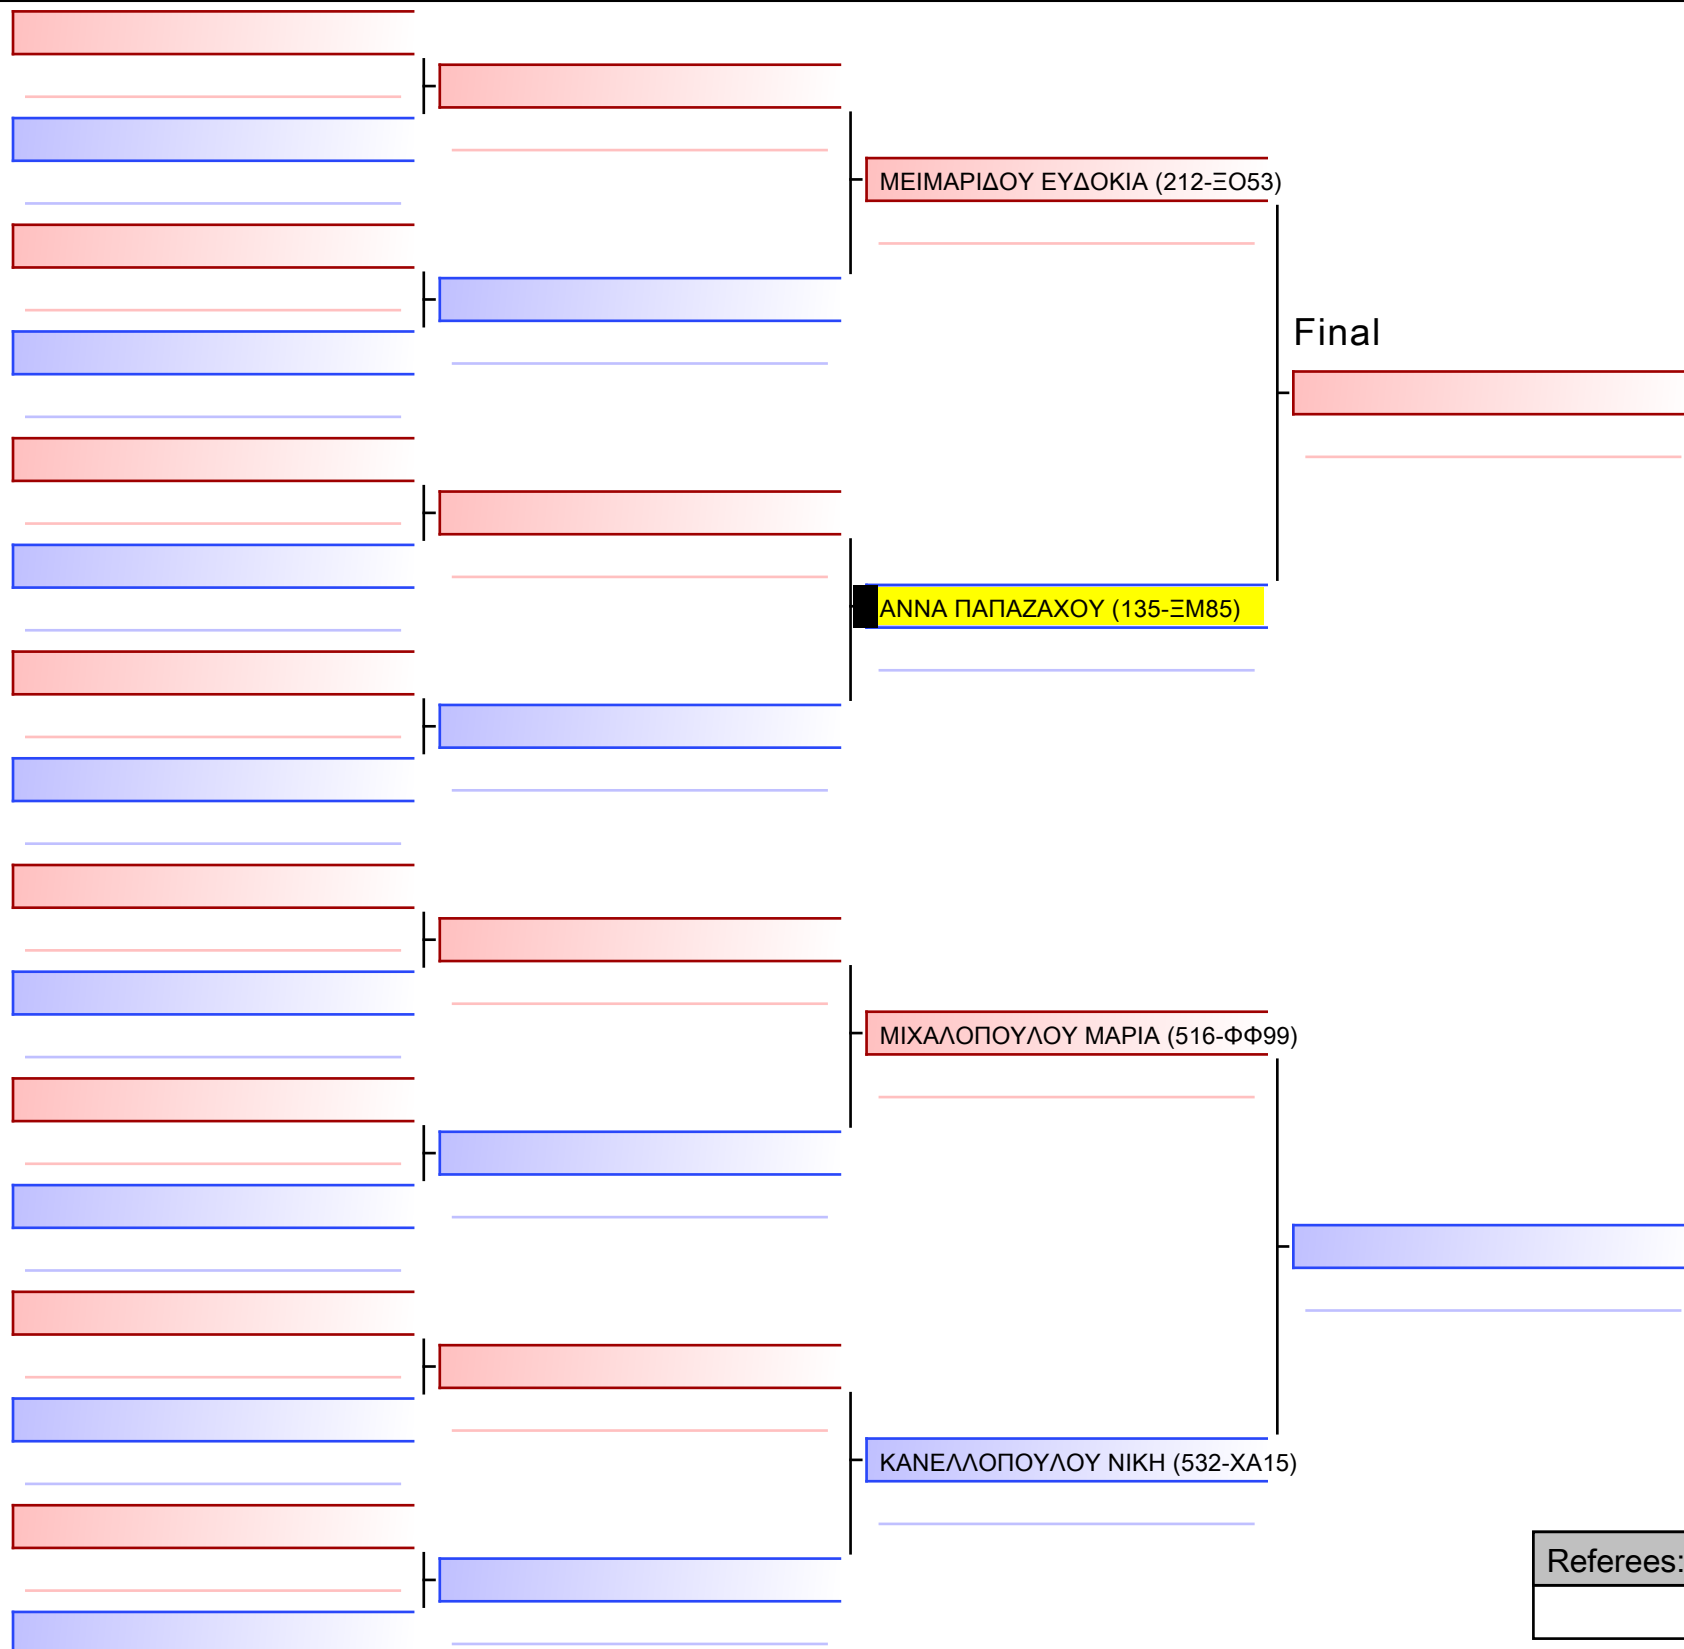 ΜΕΙΜΑΡΙΔΟΥ ΕΥΔΟΚΙΑ (212-ΞΟ53)
Final
ΑΝΝΑ ΠΑΠΑΖΑΧΟΥ (135-ΞΜ85)
ΜΙΧΑΛΟΠΟΥΛΟΥ ΜΑΡΙΑ (516-ΦΦ99)
ΚΑΝΕΛΛΟΠΟΥΛΟΥ ΝΙΚΗ (532-ΧΑ15)
Referees: